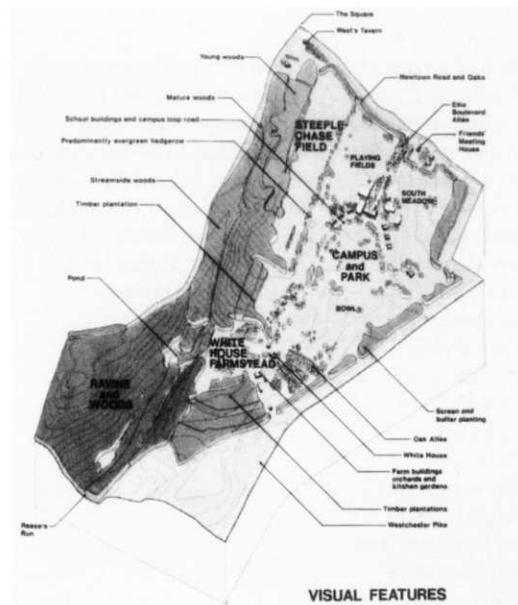 The Square
West's Tavern
Young woods
Newtown Road and Oaks
Mature woods
Ellis
Boulevard
Allée
School buildings and campus loop road
STEEPLE-
CHASE
FIELD
Friends'
Meeting
House
Predominantly evergreen hedgerow
PLAYING
FIELDS
Streamside woods
SOUTH
MEADOW
Timber plantation
CAMPUS
and
PARK
Pond
BOWL
WHITE
HOUSE
FARMSTEAD
RAVINE
and
WOODS
Screen and
buffer planting
Oak Allée
White House
Farm buildings
orchards and
kitchen gardens
Timber plantations
Reese's
Run
Westchester Pike
VISUAL FEATURES